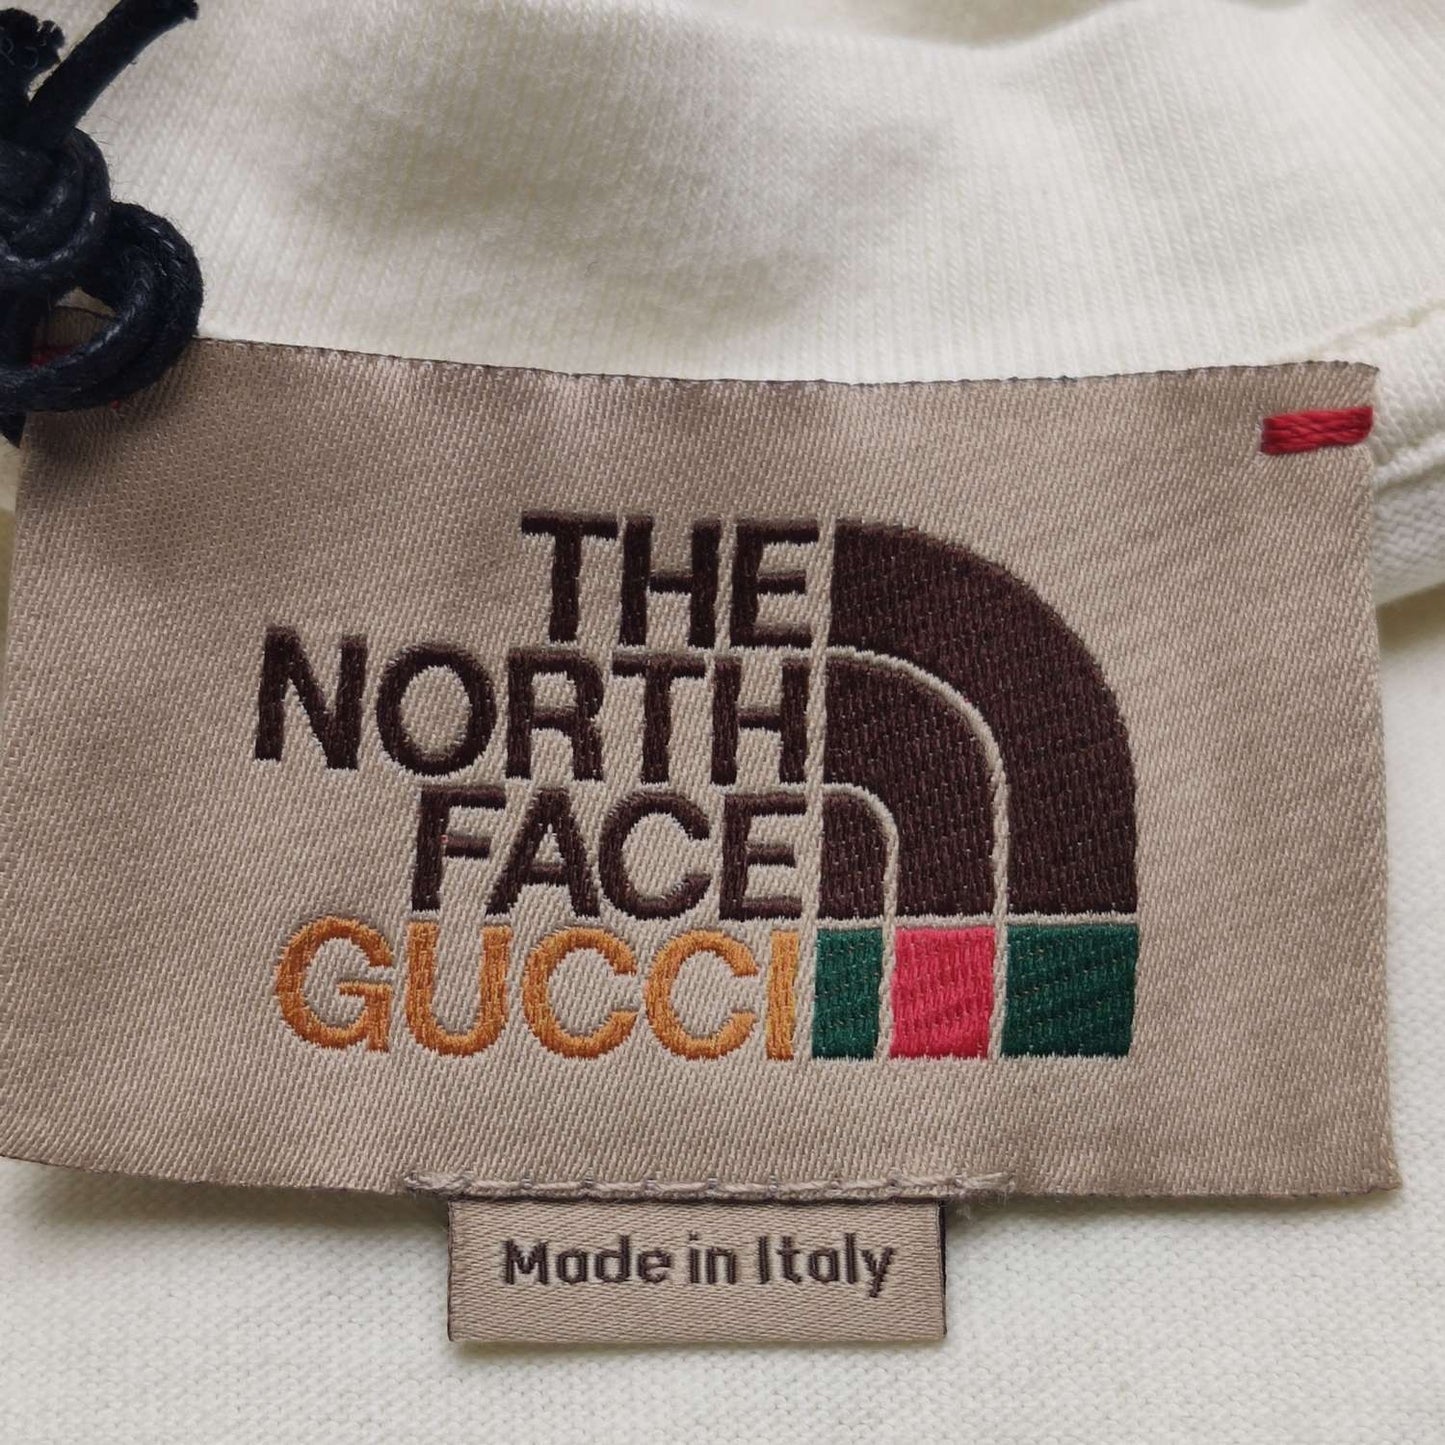 THE
NORTH
FACE
GUCCI
Made in Italy